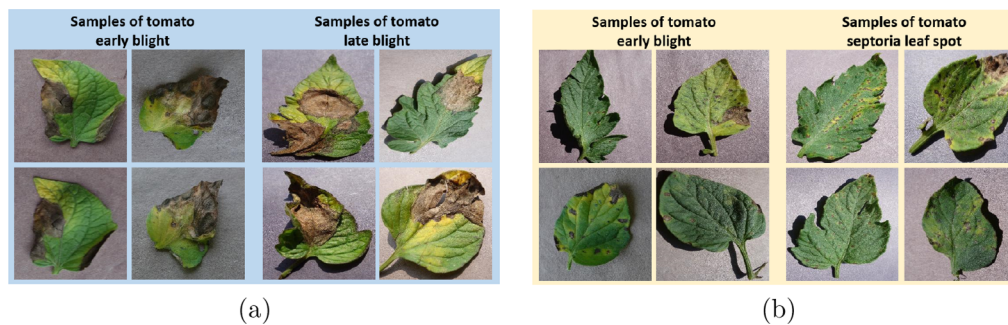 Samples of tomato
early blight
Samples of tomato
late blight
(a)
Samples of tomato
early blight
Samples of tomato
septoria leaf spot
(b)